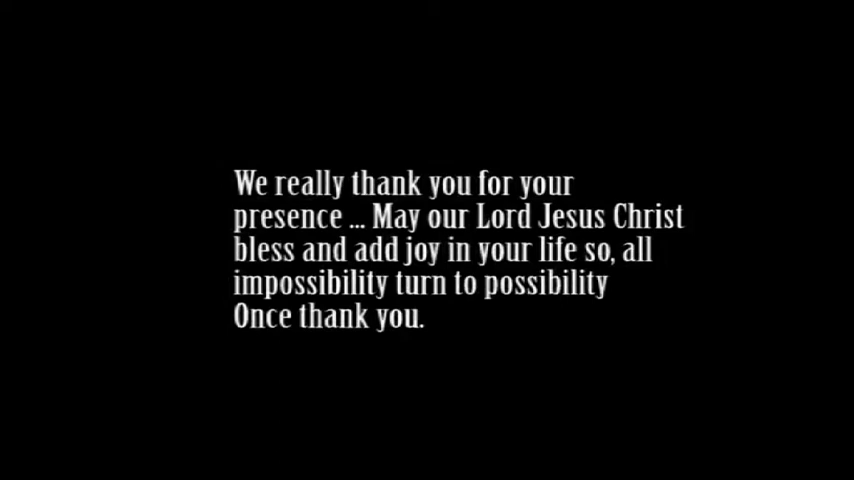 We really thank you for your
presence ... May our Lord Jesus Christ
bless and add joy in your life so, all
impossibility turn to possibility
Once thank you.